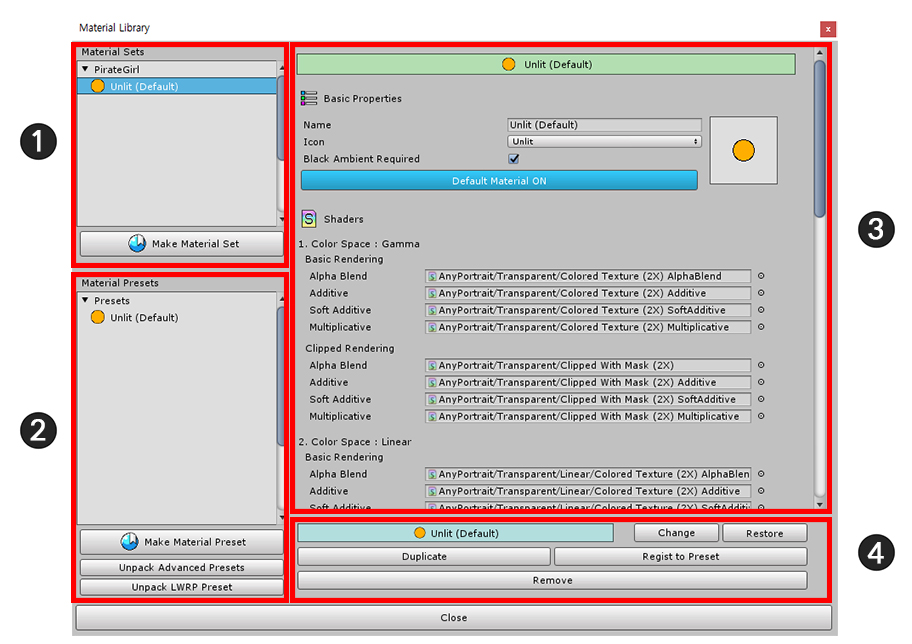 Material Library
x
1
Material Sets
PirateGirl
Unlit (Default)
Make Material Set
2
Material Presets
Presets
Unlit (Default)
Make Material Preset
Unpack Advanced Presets
Unpack LWRP Preset
3
Unlit (Default)
Basic Properties
Name Unlit (Default)
Icon Unlit
Black Ambient Required
Default Material ON
S Shaders
1. Color Space : Gamma
Basic Rendering
Alpha Blend AnyPortrait/Transparent/Colored Texture (2X) AlphaBlend
Additive AnyPortrait/Transparent/Colored Texture (2X) Additive
Soft Additive AnyPortrait/Transparent/Colored Texture (2X) SoftAdditive
Multiplicative AnyPortrait/Transparent/Colored Texture (2X) Multiplicative
Clipped Rendering
Alpha Blend AnyPortrait/Transparent/Clipped With Mask (2X)
Additive AnyPortrait/Transparent/Clipped With Mask (2X) Additive
Soft Additive AnyPortrait/Transparent/Clipped With Mask (2X) SoftAdditive
Multiplicative AnyPortrait/Transparent/Clipped With Mask (2X) Multiplicative
2. Color Space : Linear
Basic Rendering
Alpha Blend AnyPortrait/Transparent/Linear/Colored Texture (2X) AlphaBlen
Additive AnyPortrait/Transparent/Linear/Colored Texture (2X) Additive
Soft Additive AnyPortrait/Transparent/Linear/Colored Texture (2X) SoftAdditi
4
Unlit (Default) Change Restore
Duplicate Regist to Preset
Remove
Close